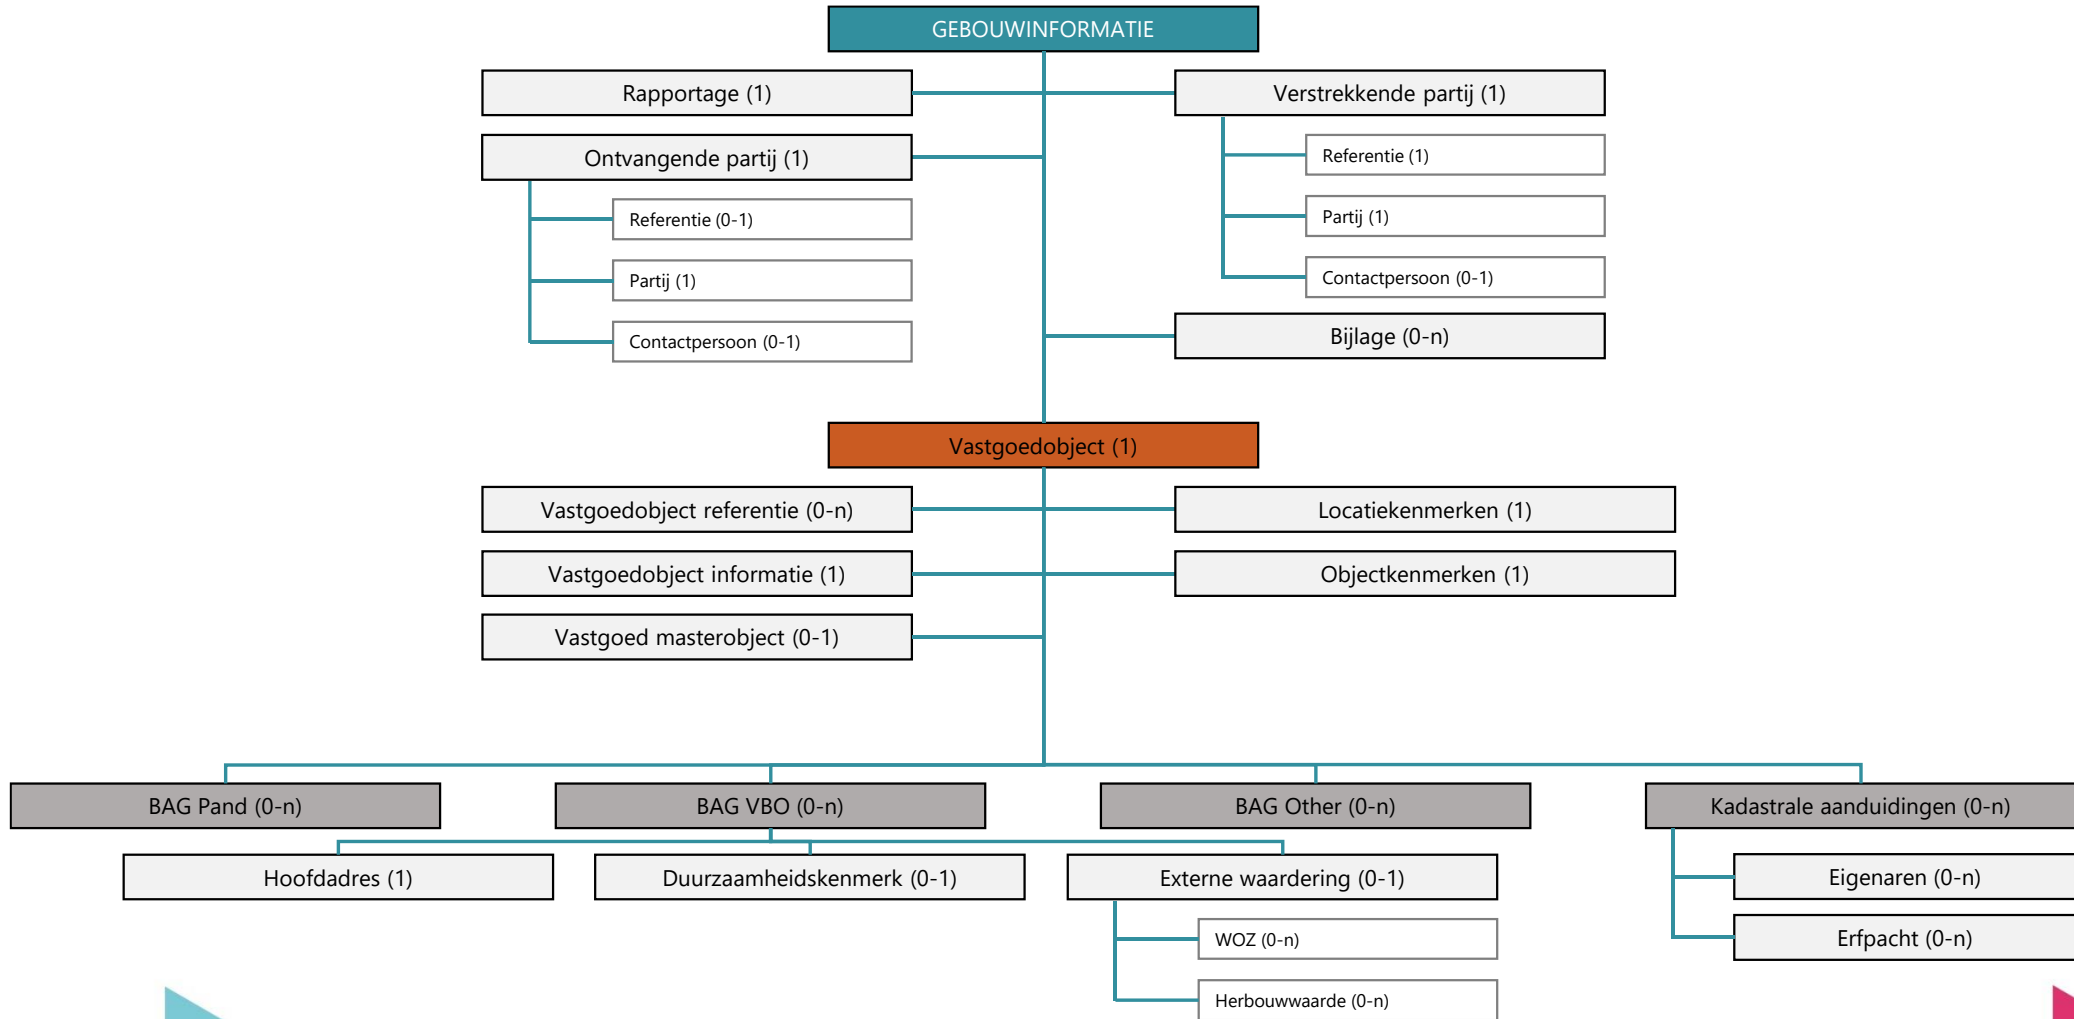 GEBOUWINFORMATIE
Rapportage (1)
Verstrekkende partij (1)
Ontvangende partij (1)
Referentie (1)
Referentie (0-1)
Partij (1)
Partij (1)
Contactpersoon (0-1)
Contactpersoon (0-1)
Bijlage (0-n)
Vastgoedobject (1)
Vastgoedobject referentie (0-n)
Locatiekenmerken (1)
Vastgoedobject informatie (1)
Objectkenmerken (1)
Vastgoed masterobject (0-1)
BAG Pand (0-n)
BAG VBO (0-n)
BAG Other (0-n)
Kadastrale aanduidingen (0-n)
Hoofdadres (1)
Duurzaamheidskenmerk (0-1)
Externe waardering (0-1)
Eigenaren (0-n)
WOZ (0-n)
Erfpacht (0-n)
Herbouwwaarde (0-n)